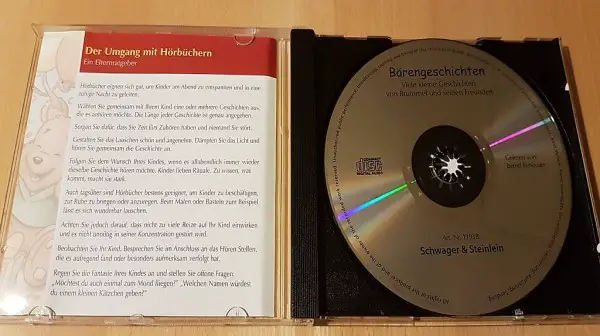 Der Umgang mit Hörbüchern
Ein Elternratgeber
Hörbücher eignen sich gut, um Kinder am Abend zu entspannen und in eine
ruhige Nacht zu geleiten.
Wählen Sie gemeinsam mit Ihrem Kind eine oder mehrere Geschichten aus,
die es anhören möchte. Die Länge jeder Geschichte ist genau angegeben.
Sorgen Sie dafür, dass Sie Zeit fürs Zuhören haben und niemand Sie stört.
Gestalten Sie das Lauschen schön und angenehm. Dämpfen Sie das Licht und
hören Sie gemeinsam die Geschichte an.
Folgen Sie dem Wunsch Ihres Kindes, wenn es allabendlich immer wieder
dieselbe Geschichte hören möchte. Kinder lieben Rituale. Zu wissen, was
kommt, macht sie stark.
Auch tagsüber sind Hörbücher bestens geeignet, um Kinder zu beschäftigen,
zur Ruhe zu bringen oder anzuregen. Beim Malen oder Basteln zum Beispiel
lässt es sich wunderbar lauschen.
Achten Sie jedoch darauf, dass nicht zu viele Reize auf Ihr Kind einwirken
und es nicht unnötig in seiner Konzentration gestört wird.
Beobachten Sie Ihr Kind. Besprechen Sie im Anschluss an das Hören Stellen,
die es aufregend fand oder besonders aufmerksam verfolgt hat.
Regen Sie die Fantasie Ihres Kindes an und stellen Sie offene Fragen:
„Möchtest du auch einmal zum Mond fliegen?" „Welchen Namen würdest
du einem kleinen Kätzchen geben?"
Bärengeschichten
Viele kleine Geschichten
von Brummel und seinen Freunden
COMPACT
disc
DIGITAL AUDIO
Gelesen von
Bernd Reheuser
Art.-Nr. 11938
Schwager & Steinlein